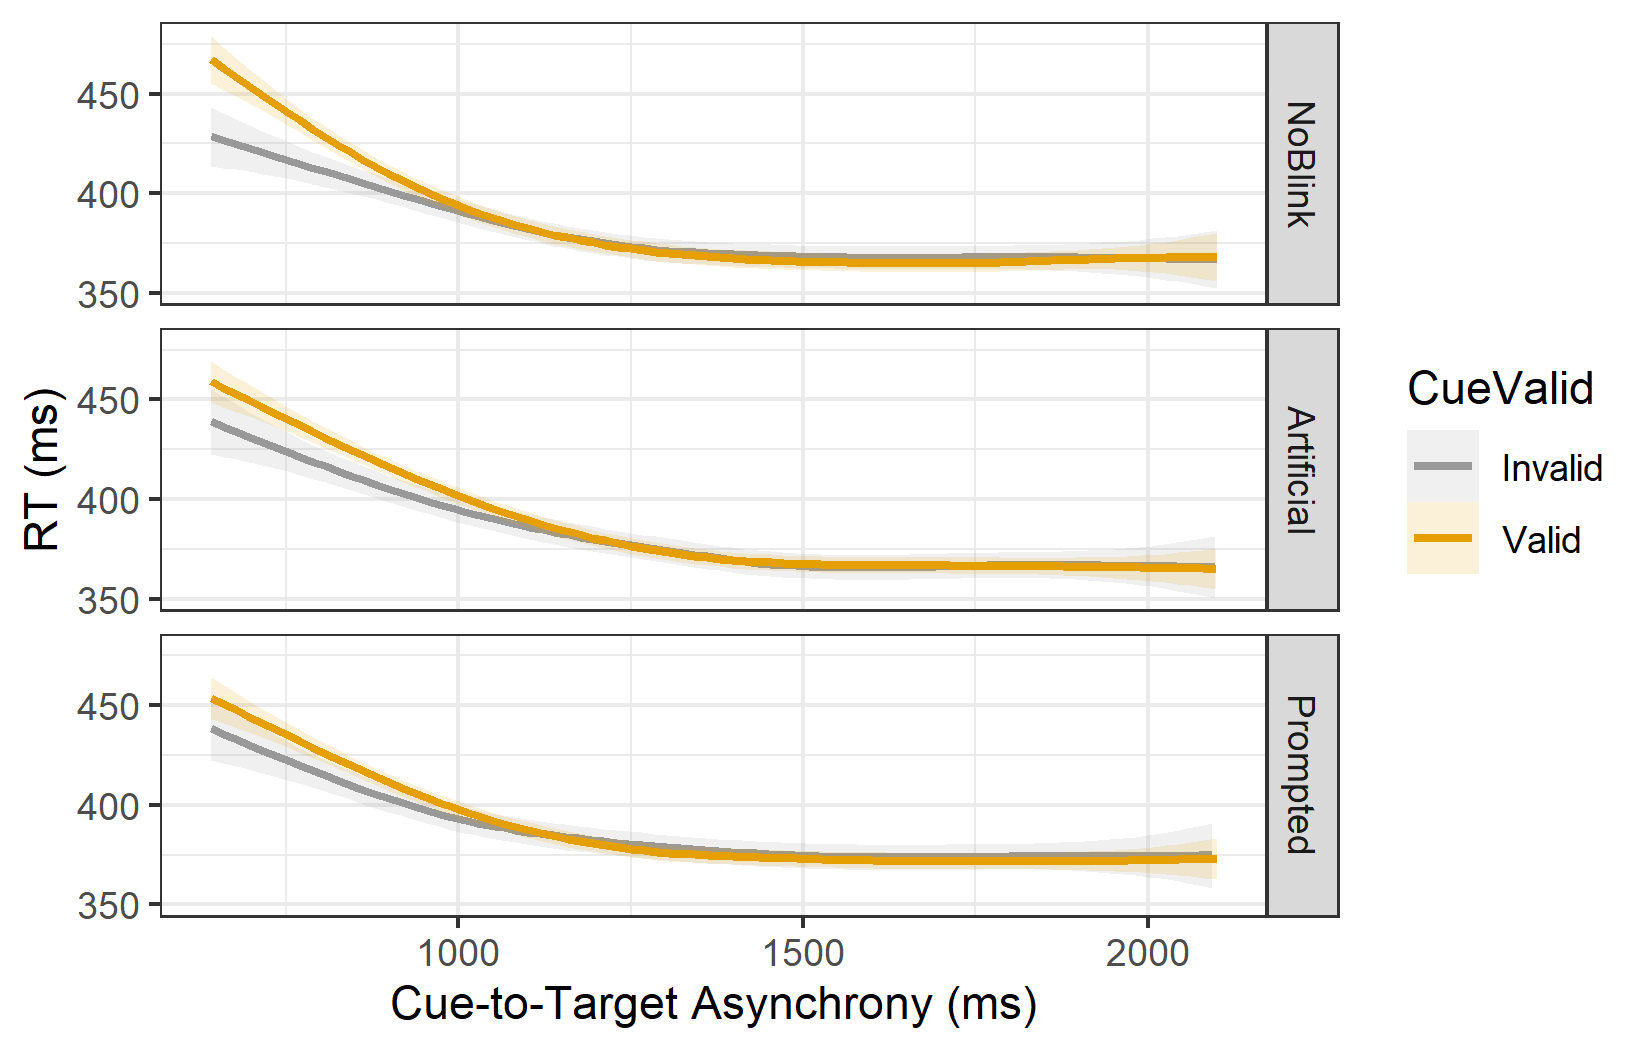 RT (ms)
450
400
350
NoBlink
450
400
350
Artificial
450
400
350
Prompted
1000 1500 2000
Cue-to-Target Asynchrony (ms)
CueValid
Invalid
Valid